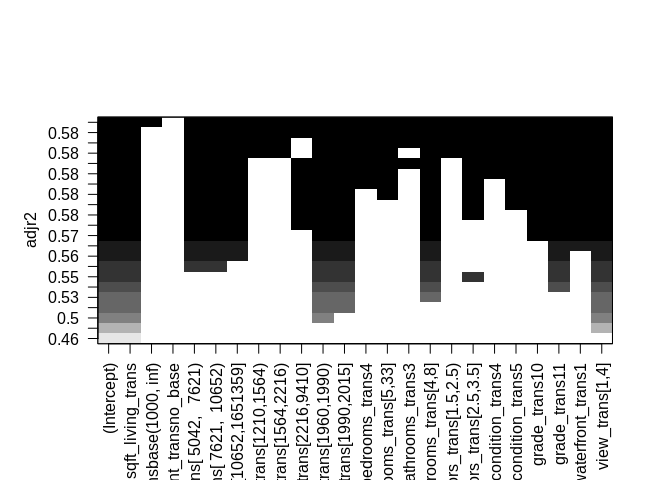 adjr2
0.58
0.58
0.58
0.58
0.58
0.57
0.56
0.55
0.53
0.5
0.46
(Intercept)
sqft_living_trans
nsbase(1000, inf)
nt_transno_base
ns[ 5042, 7621)
ns[ 7621, 10652)
[10652,1651359]
trans[1210,1564)
trans[1564,2216)
trans[2216,9410]
trans[1960,1990)
trans[1990,2015]
bedrooms_trans4
ooms_trans[5,33]
athrooms_trans3
rooms_trans[4,8]
ors_trans[1.5,2.5)
ors_trans[2.5,3.5]
condition_trans4
condition_trans5
grade_trans10
grade_trans11
waterfront_trans1
view_trans[1,4]